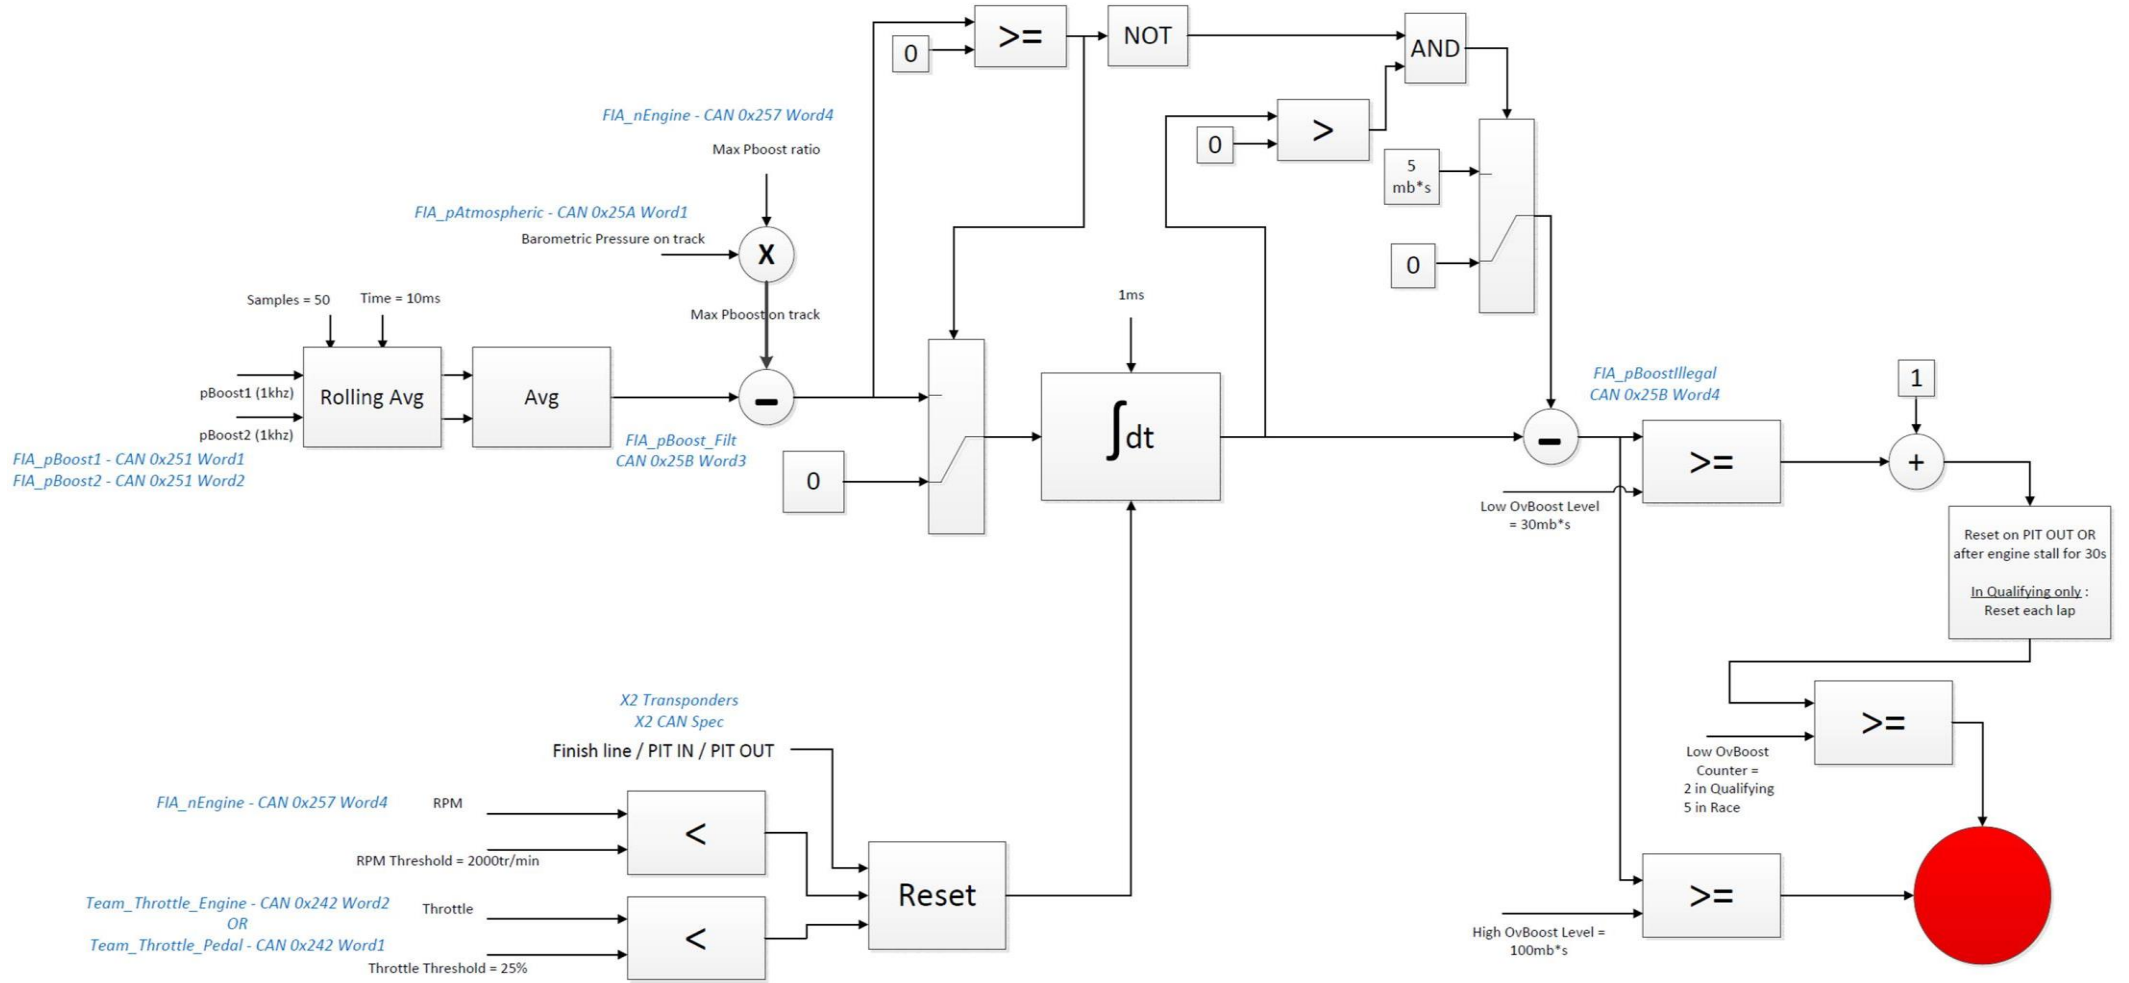 >=
NOT
AND
0
FIA_nEngine - CAN 0x257 Word4
Max Pboost ratio
>
0
5
mb*s
FIA_pAtmospheric - CAN 0x25A Word1
Barometric Pressure on track
X
0
Samples = 50
Time = 10ms
Max Pboost on track
1ms
pBoost1 (1khz)
pBoost2 (1khz)
Rolling Avg
Avg
-
FIA_pBoost1 - CAN 0x251 Word1
FIA_pBoost2 - CAN 0x251 Word2
FIA_pBoost_Filt
CAN 0x25B Word3
0
∫dt
-
FIA_pBoostIllegal
CAN 0x25B Word4
>=
1
+
Low OvBoost Level
= 30mb*s
Reset on PIT OUT OR
after engine stall for 30s
In Qualifying only :
Reset each lap
X2 Transponders
X2 CAN Spec
Finish line / PIT IN / PIT OUT
>=
Low OvBoost
Counter =
2 in Qualifying
5 in Race
FIA_nEngine - CAN 0x257 Word4
RPM
<
RPM Threshold = 2000tr/min
Reset
Team_Throttle_Engine - CAN 0x242 Word2
OR
Team_Throttle_Pedal - CAN 0x242 Word1
Throttle
<
Throttle Threshold = 25%
>=
High OvBoost Level =
100mb*s